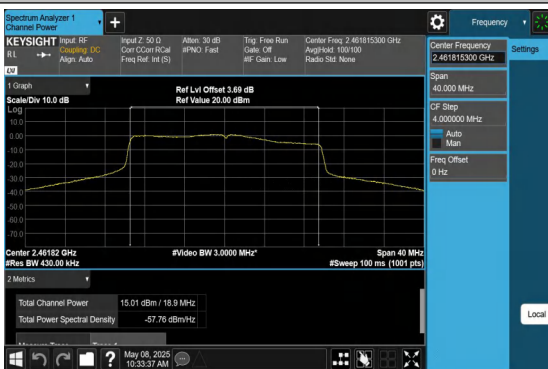 Spectrum Analyzer 1
Channel Power
Frequency
KEYSIGHT
RL
Input: RF
Coupling: DC
Align: Auto
Input Z: 50 Ω
Corr CCorr RCal
Freq Ref: Int (S)
Atten: 30 dB
#PNO: Fast
Trig: Free Run
Gate: Off
#IF Gain: Low
Center Freq: 2.461815300 GHz
Avg|Hold: 100/100
Radio Std: None
Center Frequency
2.461815300 GHz
Settings
Span
40.000 MHz
CF Step
4.000000 MHz
Auto
Man
Freq Offset
0 Hz
Local
1 Graph
Scale/Div 10.0 dB
Ref Lvl Offset 3.69 dB
Ref Value 20.00 dBm
Log
10.0
0.00
-10.0
-20.0
-30.0
-40.0
-50.0
-60.0
-70.0
Center 2.46182 GHz
#Res BW 430.00 kHz
#Video BW 3.0000 MHz*
Span 40 MHz
#Sweep 100 ms (1001 pts)
2 Metrics
Total Channel Power 15.01 dBm / 18.9 MHz
Total Power Spectral Density -57.76 dBm/Hz
?
May 08, 2025
10:33:37 AM